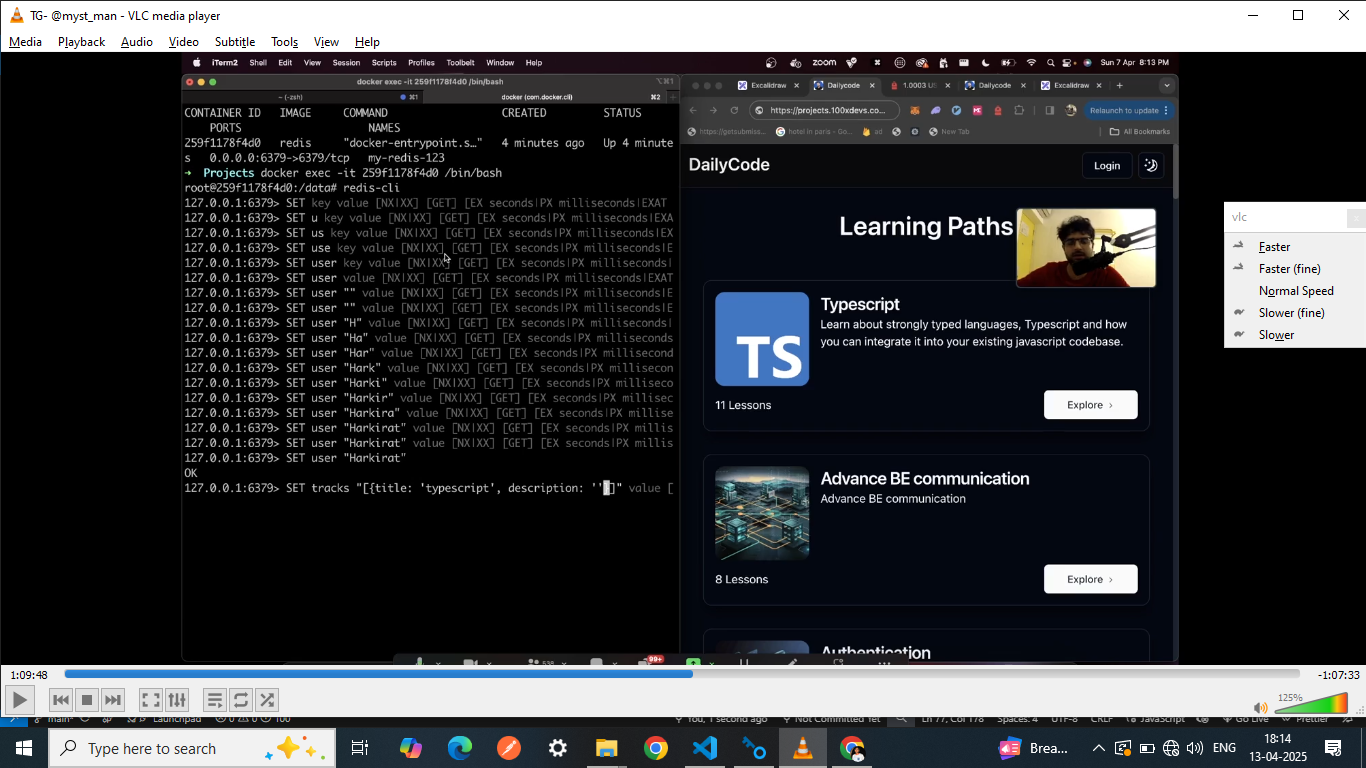 TG- @myst_man - VLC media player
Media Playback Audio Video Subtitle Tools View Help
iTerm2 Shell Edit View Session Scripts Profiles Toolbelt Window Help
zoom
Sun 7 Apr 8:13 PM
docker exec -it 259f1178f4d0 /bin/bash
⌥⌘1
~ (-zsh) ⌘1
docker (com.docker.cli) ⌘2
CONTAINER ID IMAGE COMMAND CREATED STATUS
PORTS NAMES
259f1178f4d0 redis "docker-entrypoint.s…" 4 minutes ago Up 4 minute
s 0.0.0.0:6379->6379/tcp my-redis-123
➜ Projects docker exec -it 259f1178f4d0 /bin/bash
root@259f1178f4d0:/data# redis-cli
127.0.0.1:6379> SET key value [NX|XX] [GET] [EX seconds|PX milliseconds|EXAT
127.0.0.1:6379> SET u key value [NX|XX] [GET] [EX seconds|PX milliseconds|EXA
127.0.0.1:6379> SET us key value [NX|XX] [GET] [EX seconds|PX milliseconds|EX
127.0.0.1:6379> SET use key value [NX|XX] [GET] [EX seconds|PX milliseconds|E
127.0.0.1:6379> SET user key value [NX|XX] [GET] [EX seconds|PX milliseconds|
127.0.0.1:6379> SET user value [NX|XX] [GET] [EX seconds|PX milliseconds|EXAT
127.0.0.1:6379> SET user "" value [NX|XX] [GET] [EX seconds|PX milliseconds|E
127.0.0.1:6379> SET user "" value [NX|XX] [GET] [EX seconds|PX milliseconds|E
127.0.0.1:6379> SET user "H" value [NX|XX] [GET] [EX seconds|PX milliseconds|
127.0.0.1:6379> SET user "Ha" value [NX|XX] [GET] [EX seconds|PX milliseconds
127.0.0.1:6379> SET user "Har" value [NX|XX] [GET] [EX seconds|PX millisecond
127.0.0.1:6379> SET user "Hark" value [NX|XX] [GET] [EX seconds|PX millisecon
127.0.0.1:6379> SET user "Harki" value [NX|XX] [GET] [EX seconds|PX milliseco
127.0.0.1:6379> SET user "Harkir" value [NX|XX] [GET] [EX seconds|PX millisec
127.0.0.1:6379> SET user "Harkira" value [NX|XX] [GET] [EX seconds|PX millise
127.0.0.1:6379> SET user "Harkirat" value [NX|XX] [GET] [EX seconds|PX millis
127.0.0.1:6379> SET user "Harkirat" value [NX|XX] [GET] [EX seconds|PX millis
127.0.0.1:6379> SET user "Harkirat"
OK
127.0.0.1:6379> SET tracks "[{title: 'typescript', description: ''}]" value [
Excalidraw Dailycode 1.0003 U Dailycode Excalidraw
https://projects.100xdevs.co...
Relaunch to update
https://getsubmiss... hotel in paris - Go... ad New Tab All Bookmarks
DailyCode
Login
Learning Paths
TS
Typescript
Learn about strongly typed languages, Typescript and how
you can integrate it into your existing javascript codebase.
11 Lessons
Explore ›
Advance BE communication
Advance BE communication
8 Lessons
Explore ›
Authentication
99+
vlc
Faster
Faster (fine)
Normal Speed
Slower (fine)
Slower
1:09:48
-1:07:33
125%
main* Launchpad 0 0 100
You, 1 second ago Not Committed Yet Ln 77, Col 178 Spaces: 4 UTF-8 CRLF JavaScript Go Live Prettier
Type here to search
Brea...
ENG
18:14
13-04-2025